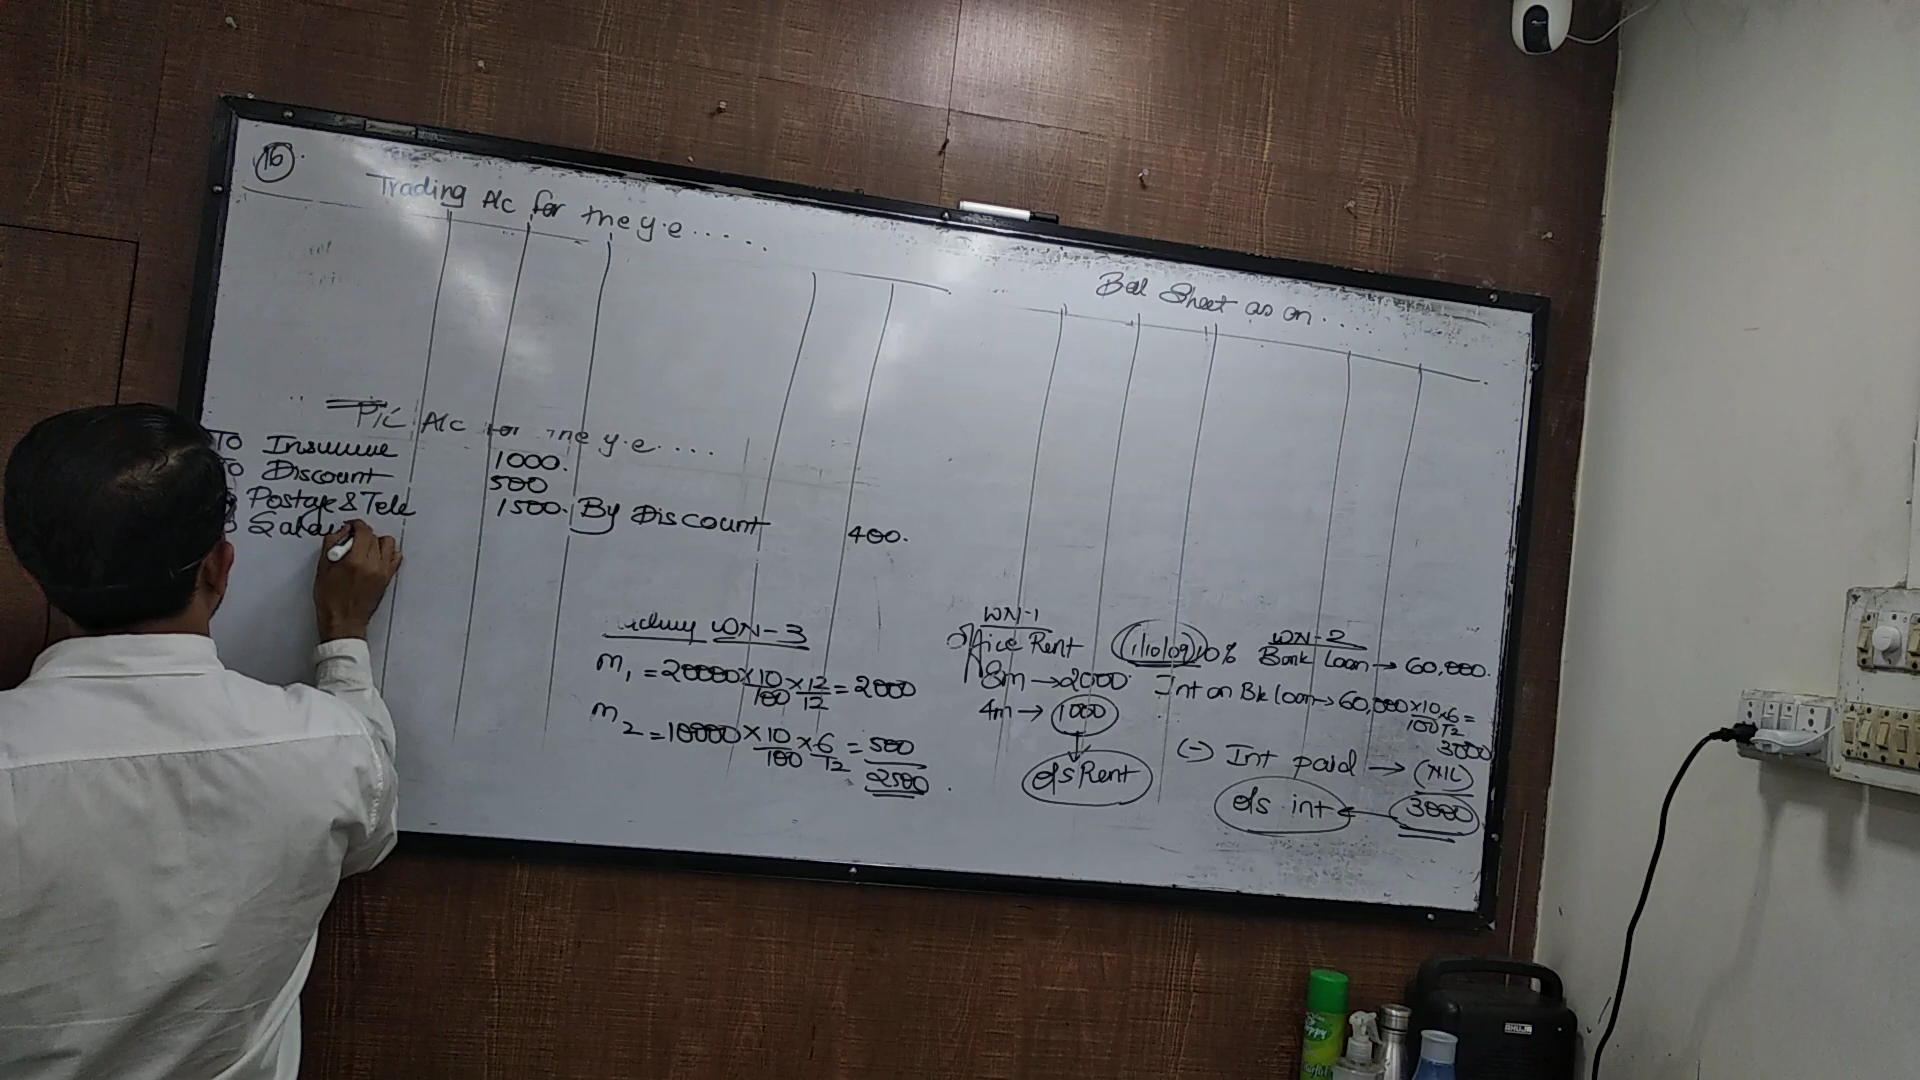 16
Trading A/c for the y.e.....
P/L A/c for the y.e....
To Insurance 1000.
To Discount 500
Postage & Tele 1500. By Discount 400.
Bal Sheet as on....
WN-3
M1 = 20000 × 10/100 × 12/12 = 2000
M2 = 10000 × 10/100 × 6/12 = 500
2500
WN-1
Office Rent
8m → 2000
4m → 1000
o/s Rent
WN-2
1/10/09 10% Bank Loan → 60,000.
Int on Bk loan → 60,000 × 10/100 × 6/12 =
3000
(-) Int paid → (NIL)
o/s int ← 3000
AHUJA